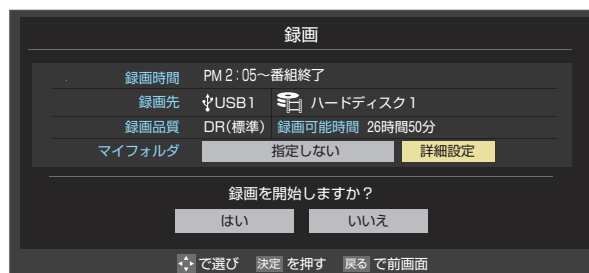 録画
録画時間 PM 2:05~番組終了
録画先 USB1 ハードディスク1
録画品質 DR(標準) 録画可能時間 26時間50分
マイフォルダ 指定しない 詳細設定
録画を開始しますか?
はい いいえ
で選び 決定 を押す 戻る で前画面